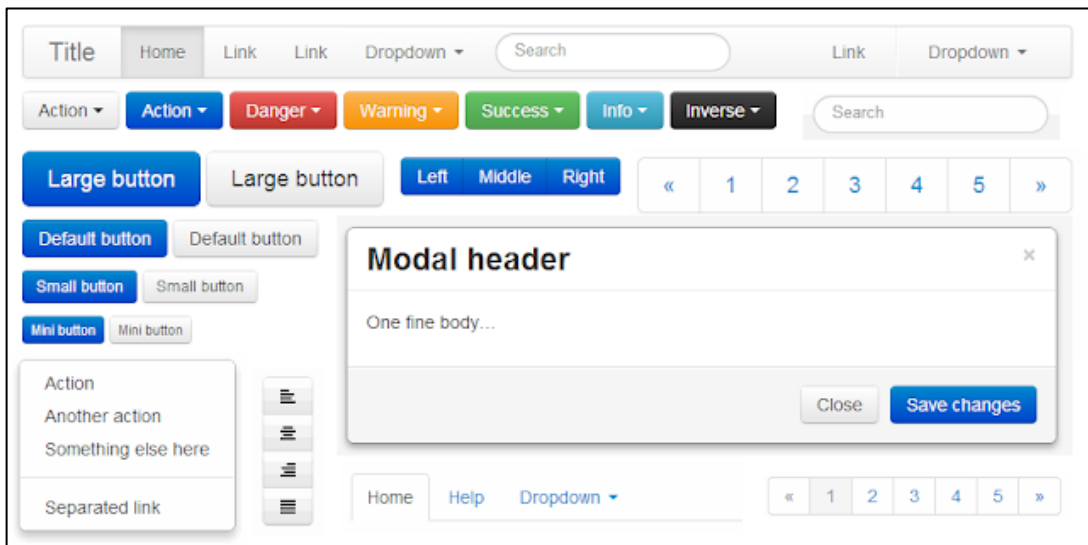 Title Home Link Link Dropdown Search Link Dropdown
Action Action Danger Warning Success Info Inverse Search
Large button Large button Left Middle Right « 1 2 3 4 5 »
Default button Default button
Small button Small button
Mini button Mini button
Modal header ×
One fine body...
Close Save changes
Action
Another action
Something else here
Separated link
Home Help Dropdown « 1 2 3 4 5 »